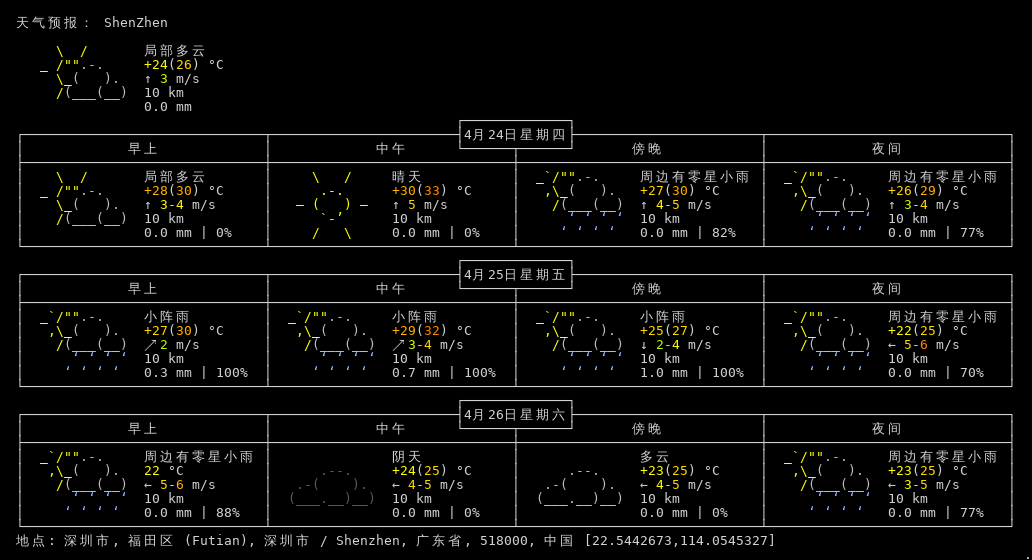 天气预报： ShenZhen
局部多云
+24(26) °C
↑ 3 m/s
10 km
0.0 mm
4月24日星期四
早上 中午 傍晚 夜间
局部多云 晴天 周边有零星小雨 周边有零星小雨
+28(30) °C +30(33) °C +27(30) °C +26(29) °C
↑ 3-4 m/s ↑ 5 m/s ↑ 4-5 m/s ↑ 3-4 m/s
10 km 10 km 10 km 10 km
0.0 mm | 0% 0.0 mm | 0% 0.0 mm | 82% 0.0 mm | 77%
4月25日星期五
早上 中午 傍晚 夜间
小阵雨 小阵雨 小阵雨 周边有零星小雨
+27(30) °C +29(32) °C +25(27) °C +22(25) °C
↗ 2 m/s ↗ 3-4 m/s ↓ 2-4 m/s ← 5-6 m/s
10 km 10 km 10 km 10 km
0.3 mm | 100% 0.7 mm | 100% 1.0 mm | 100% 0.0 mm | 70%
4月26日星期六
早上 中午 傍晚 夜间
周边有零星小雨 阴天 多云 周边有零星小雨
22 °C +24(25) °C +23(25) °C +23(25) °C
← 5-6 m/s ← 4-5 m/s ← 4-5 m/s ← 3-5 m/s
10 km 10 km 10 km 10 km
0.0 mm | 88% 0.0 mm | 0% 0.0 mm | 0% 0.0 mm | 77%
地点: 深圳市, 福田区 (Futian), 深圳市 / Shenzhen, 广东省, 518000, 中国 [22.5442673,114.0545327]